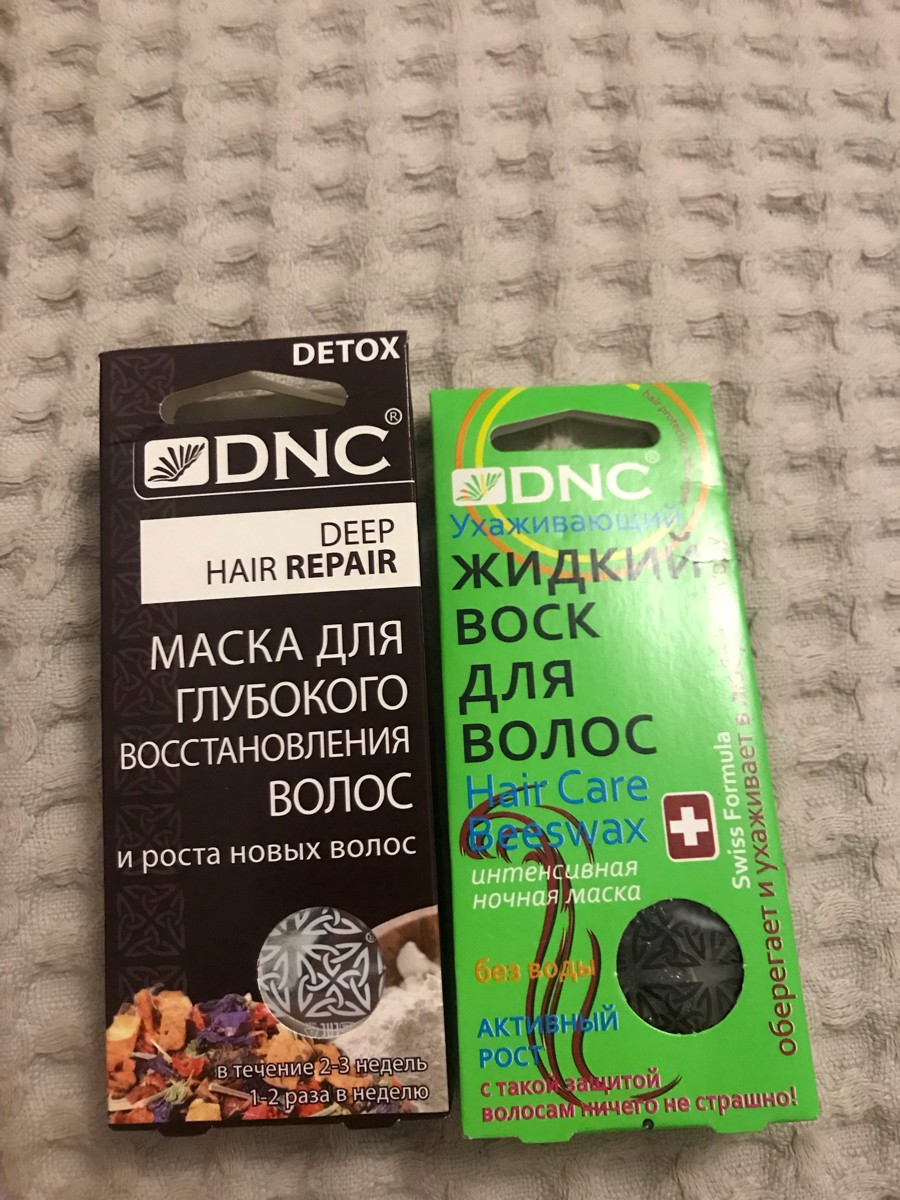 DETOX
DNC®
DEEP
HAIR REPAIR
МАСКА ДЛЯ
ГЛУБОКОГО
ВОССТАНОВЛЕНИЯ
ВОЛОС
и роста новых волос
в течение 2-3 недель
1-2 раза в неделю
hair protection
DNC®
Ухаживающий
ЖИДКИЙ
ВОСК
ДЛЯ
ВОЛОС
Hair Care
Beeswax
интенсивная
ночная маска
без воды
АКТИВНЫЙ
РОСТ
с такой защитой
волосам ничего не страшно!
Swiss Formula
оберегает и ухаживает в